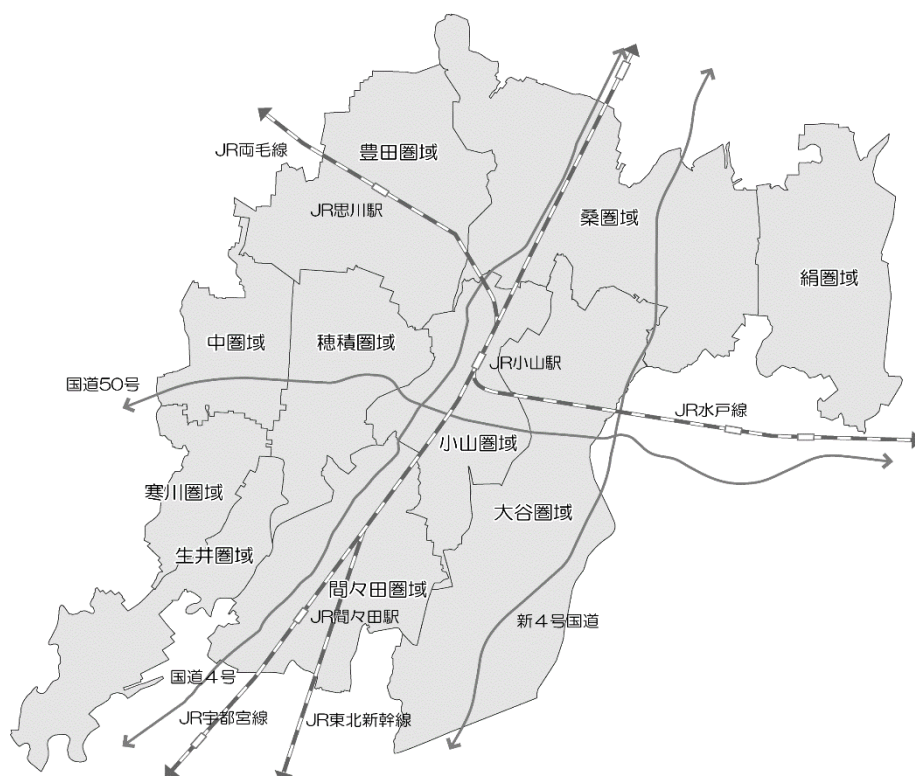 豊田圏域
JR両毛線
JR思川駅
桑圏域
絹圏域
中圏域
穂積圏域
JR小山駅
国道50号
JR水戸線
小山圏域
寒川圏域
大谷圏域
生井圏域
間々田圏域
JR間々田駅
新4号国道
国道4号
JR宇都宮線
JR東北新幹線